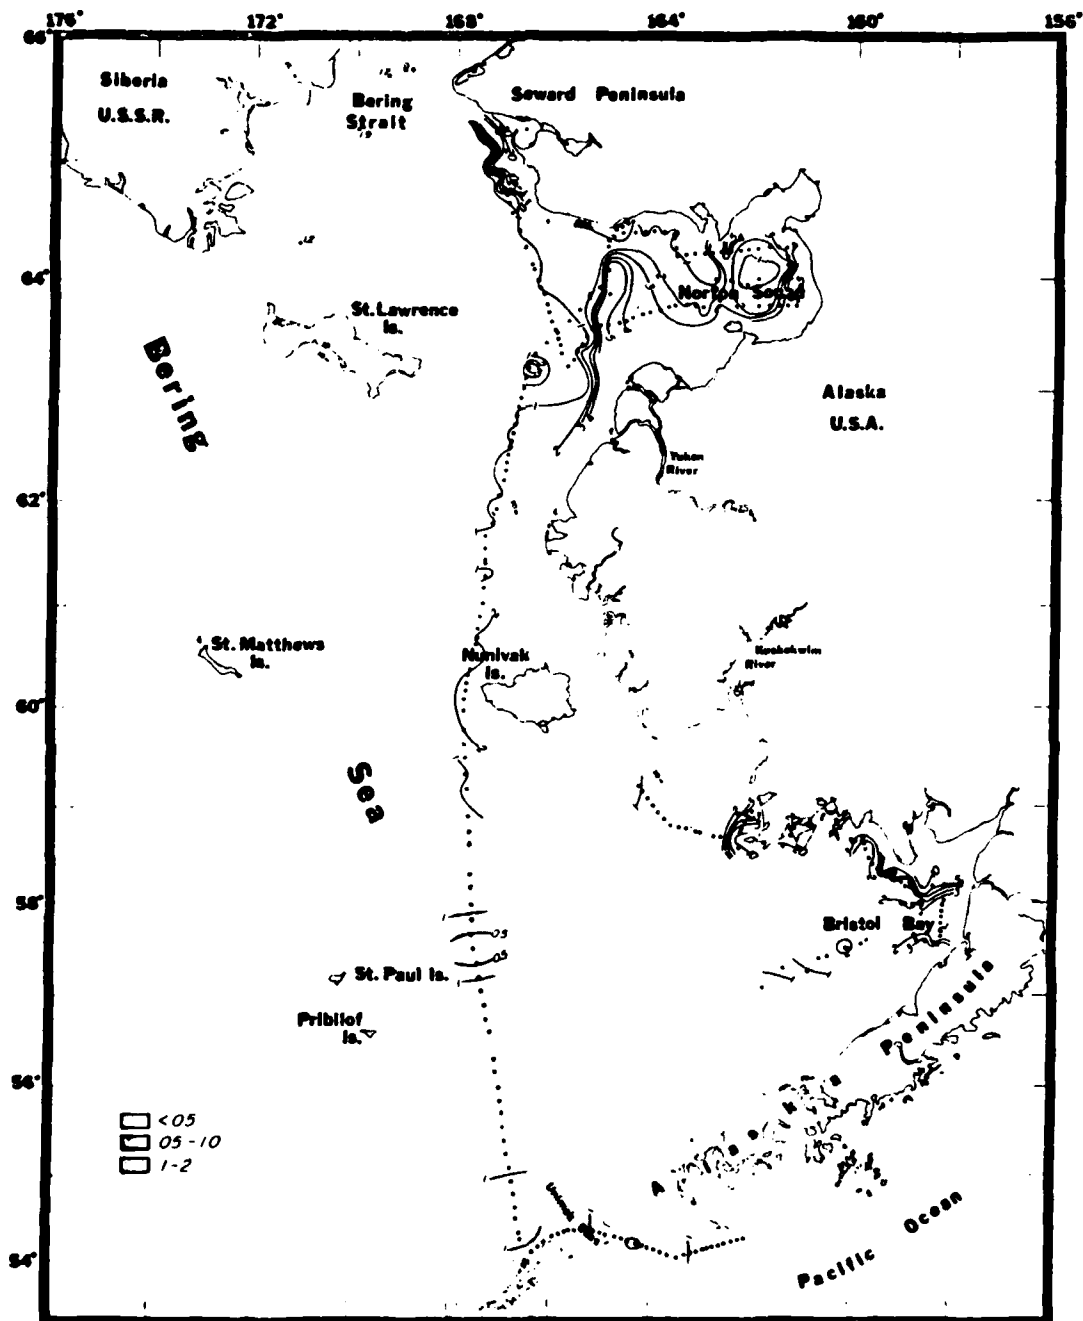 176° 172° 168° 164° 160° 156°
66°
Siberia
U.S.S.R.
Bering
Strait
Seward Peninsula
64°
Norton Sound
St. Lawrence
Is.
Bering
Alaska
U.S.A.
Yukon
River
62°
St. Matthews
Is.
Nunivak
Is.
Kuskokwim
River
60°
Sea
58°
Bristol Bay
1
05
05
St. Paul Is.
Pribilof
Is.
Alaska Peninsula
56°
<05
05-10
1-2
54°
Pacific Ocean